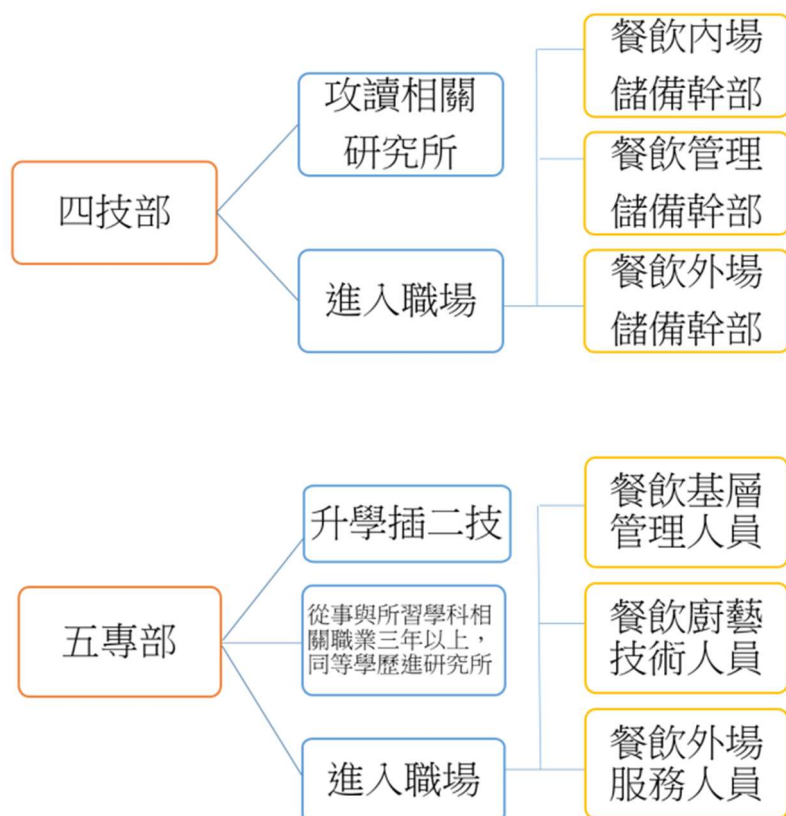 四技部
攻讀相關
研究所
進入職場
餐飲內場
儲備幹部
餐飲管理
儲備幹部
餐飲外場
儲備幹部
五專部
升學插二技
從事與所習學科相
關職業三年以上，
同等學歷進研究所
進入職場
餐飲基層
管理人員
餐飲廚藝
技術人員
餐飲外場
服務人員